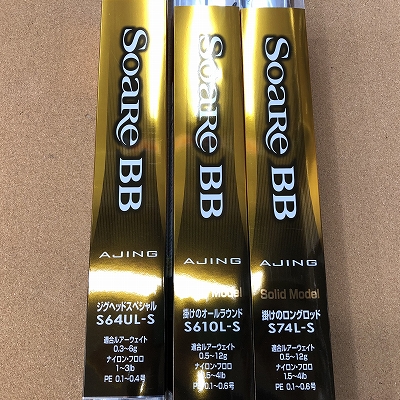 Soare BB
AJING
ジグヘッドスペシャル
S64UL-S
適合ルアーウェイト
0.3~6g
ナイロン・フロロ
1~3lb
PE 0.1~0.4号
Soare BB
AJING
Model
掛けのオールラウンド
S610L-S
適合ルアーウェイト
0.5~12g
ナイロン・フロロ
1.5~4lb
PE 0.1~0.6号
Soare BB
AJING
Solid Model
掛けのロングロッド
S74L-S
適合ルアーウェイト
0.5~12g
ナイロン・フロロ
1.5~4lb
PE 0.1~0.6号